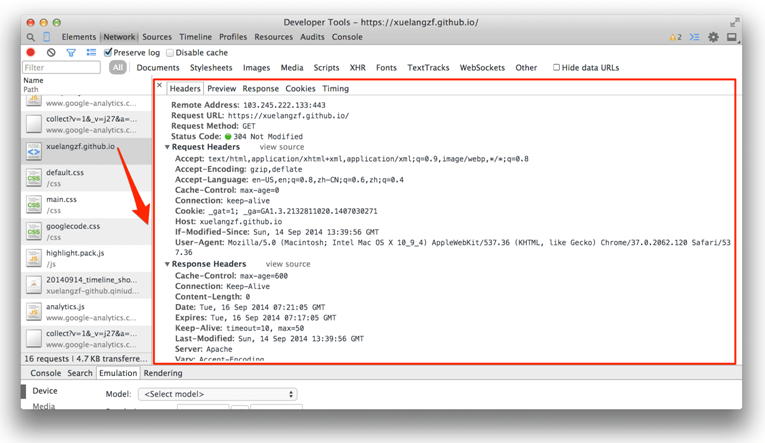 Developer Tools - https://xuelangzf.github.io/
Elements Network Sources Timeline Profiles Resources Audits Console
2
Preserve log Disable cache
Filter All Documents Stylesheets Images Media Scripts XHR Fonts TextTracks WebSockets Other Hide data URLs
Name
Path
JS
www.google-analytics.c...
collect?v=1&_v=j27&a=...
www.google-analytics.c...
xuelangzf.github.io
default.css
/css
main.css
/css
googlecode.css
/css
highlight.pack.js
/js
20140914_timeline_sho...
xuelangzf-github.qiniud...
analytics.js
www.google-analytics.c...
collect?v=1&_v=j27&a=...
www.google-analytics.c...
16 requests | 4.7 KB transferre...
× Headers Preview Response Cookies Timing
Remote Address: 103.245.222.133:443
Request URL: https://xuelangzf.github.io/
Request Method: GET
Status Code: 304 Not Modified
Request Headers view source
Accept: text/html,application/xhtml+xml,application/xml;q=0.9,image/webp,*/*;q=0.8
Accept-Encoding: gzip,deflate
Accept-Language: en-US,en;q=0.8,zh-CN;q=0.6,zh;q=0.4
Cache-Control: max-age=0
Connection: keep-alive
Cookie: _gat=1; _ga=GA1.3.2132811020.1407030271
Host: xuelangzf.github.io
If-Modified-Since: Sun, 14 Sep 2014 13:39:56 GMT
User-Agent: Mozilla/5.0 (Macintosh; Intel Mac OS X 10_9_4) AppleWebKit/537.36 (KHTML, like Gecko) Chrome/37.0.2062.120 Safari/53
7.36
Response Headers view source
Cache-Control: max-age=600
Connection: Keep-Alive
Content-Length: 0
Date: Tue, 16 Sep 2014 07:21:05 GMT
Expires: Tue, 16 Sep 2014 07:17:05 GMT
Keep-Alive: timeout=10, max=50
Last-Modified: Sun, 14 Sep 2014 13:39:56 GMT
Server: Apache
Vary: Accept-Encoding
Console Search Emulation Rendering
Device
Media
Model: <Select model>